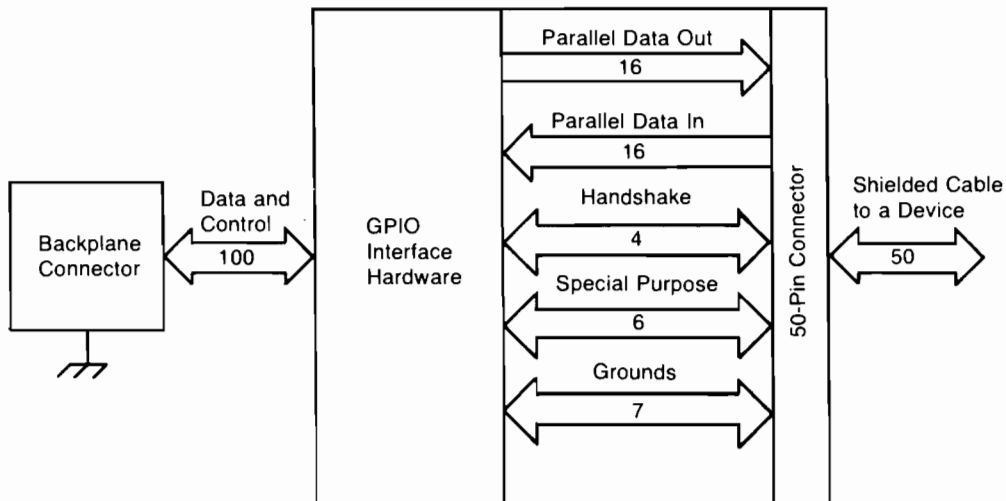 Backplane
Connector
Data and
Control
100
GPIO
Interface
Hardware
Parallel Data Out
16
Parallel Data In
16
Handshake
4
Special Purpose
6
Grounds
7
50-Pin Connector
Shielded Cable
to a Device
50